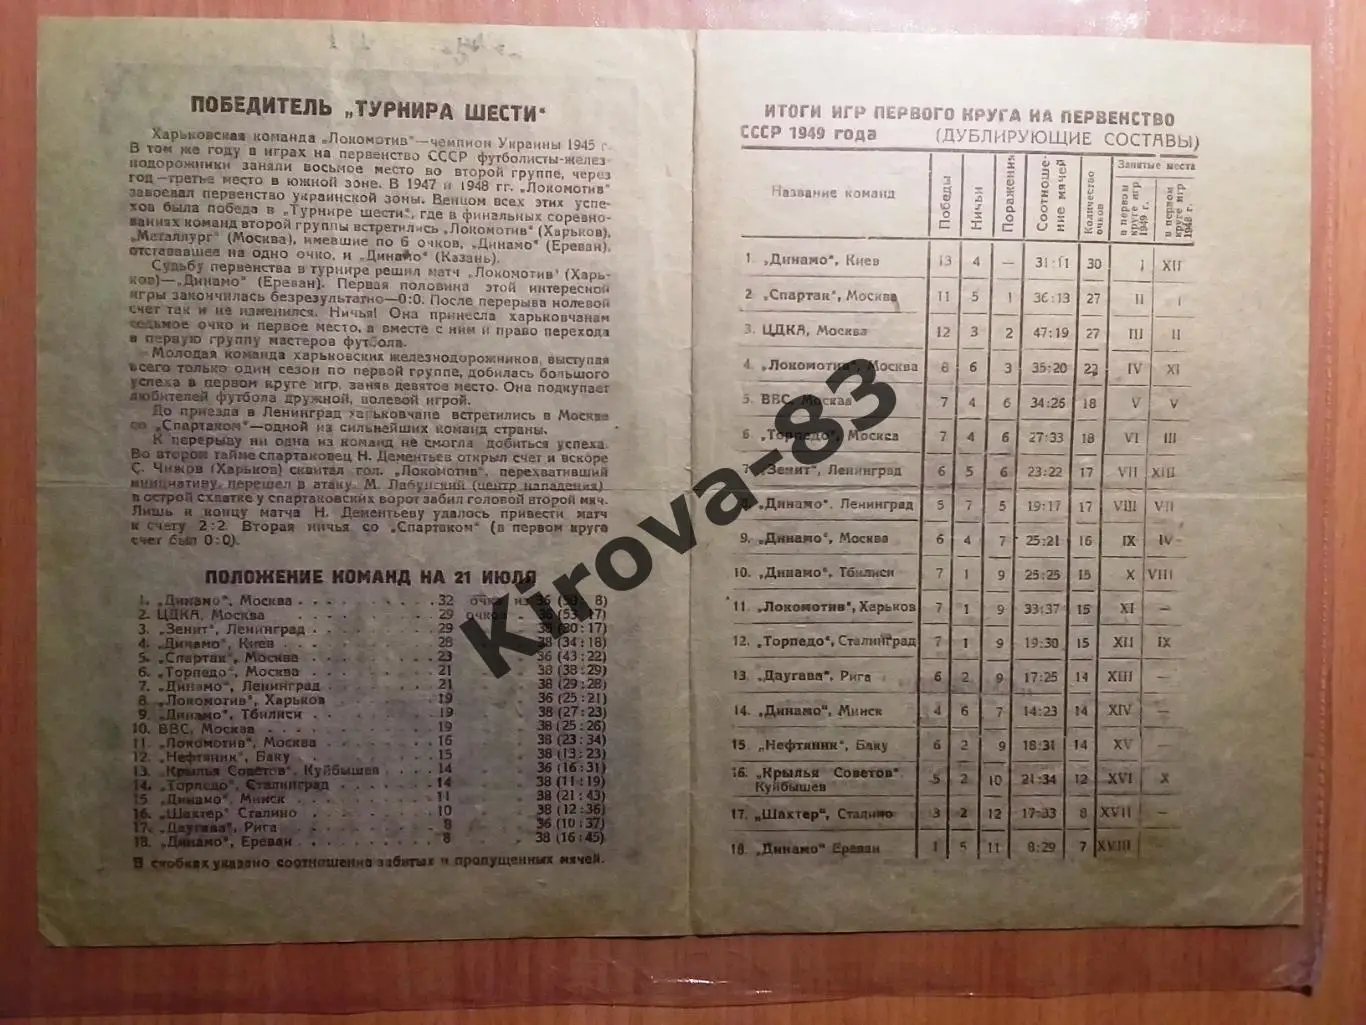 ПОБЕДИТЕЛЬ „ТУРНИРА ШЕСТИ“
Харьковская команда „Локомотив“—чемпион Украины 1945 г.
В том же году в играх на первенство СССР футболисты-желез
нодорожники заняли восьмое место во второй группе, через
год—третье место в южной зоне. В 1947 и 1948 гг. „Локомотив“
завоевал первенство украинской зоны. Венцом всех этих успе-
хов была победа в „Турнире шести“, где в финальных соревно-
ваниях команд второй группы встретились „Локомотив“ (Харьков),
„Металлург“ (Москва), имевшие по 6 очков, „Динамо“ (Ереван),
отстававшее на одно очко, и „Динамо“ (Казань).
Судьбу первенства в турнире решил матч „Локомотив“ (Харь-
ков)—„Динамо“ (Ереван). Первая половина этой интересной
игры закончилась безрезультатно—0:0. После перерыва нолевой
счет так и не изменился. Ничья! Она принесла харьковчанам
седьмое очко и первое место, а вместе с ним и право перехода
в первую группу мастеров футбола.
Молодая команда харьковских железнодорожников, выступая
всего только один сезон по первой группе, добилась большого
успеха в первом круге игр, заняв девятое место. Она подкупает
любителей футбола дружной, волевой игрой.
До приезда в Ленинград харьковчане встретились в Москве
со „Спартаком“—одной из сильнейших команд страны.
К перерыву ни одна из команд не смогла добиться успеха.
Во втором тайме спартаковец Н. Дементьев открыл счет и вскоре
С. Чижов (Харьков) сквитал гол. „Локомотив“, перехвативший
инициативу, перешел в атаку. М. Лабунский (центр нападения)
в острой схватке у спартаковских ворот забил головой второй мяч.
Лишь к концу матча Н. Дементьеву удалось привести матч
к счету 2:2. Вторая ничья со „Спартаком“ (в первом круге
счет был 0:0).
ПОЛОЖЕНИЕ КОМАНД НА 21 ИЮЛЯ
1. „Динамо“, Москва 32 очка из 36 8)
2. ЦДКА, Москва 29 очков 36 (53:17)
3. „Зенит“, Ленинград 29 38 (30:17)
4. „Динамо“, Киев 28 38 (34:18)
5. „Спартак“, Москва 23 36 (43:22)
6. „Торпедо“, Москва 21 38 (38:29)
7. „Динамо“, Ленинград 21 38 (29:28)
8. „Локомотив“, Харьков 19 36 (25:21)
9. „Динамо“, Тбилиси 19 38 (27:23)
10. ВВС, Москва 19 38 (25:26)
11. „Локомотив“, Москва 16 38 (23:34)
12. „Нефтяник“, Баку 15 38 (13:23)
13. „Крылья Советов“, Куйбышев 14 36 (16:31)
14. „Торпедо“, Сталинград 14 38 (11:19)
15. „Динамо“, Минск 11 38 (21:43)
16. „Шахтер“ Сталино 10 38 (12:36)
17. „Даугава“, Рига 8 36 (10:37)
18. „Динамо“, Ереван 8 38 (16:45)
В скобках указано соотношение забитых и пропущенных мячей.
ИТОГИ ИГР ПЕРВОГО КРУГА НА ПЕРВЕНСТВО
СССР 1949 года (ДУБЛИРУЮЩИЕ СОСТАВЫ)
Название команд Победы Ничьи Поражения Соотноше-ние мячей Количество очков Занятые места в первом круге игр 1949 г. в первом круге игр 1948 г.
1. „Динамо“, Киев 13 4 — 31:11 30 I XII
2 „Спартак“, Москва 11 5 1 36:13 27 II I
3. ЦДКА, Москва 12 3 2 47:19 27 III II
4. „Локомотив“, Москва 8 6 3 35:20 22 IV XI
5. ВВС, Москва 7 4 6 34:26 18 V V
6. „Торпедо“, Москва 7 4 6 27:33 18 VI III
7. „Зенит“, Ленинград 6 5 6 23:22 17 VII XIII
8. „Динамо“, Ленинград 5 7 5 19:17 17 VIII VII
9. „Динамо“, Москва 6 4 7 25:21 16 IX IV
10. „Динамо“, Тбилиси 7 1 9 25:25 15 X VIII
11. „Локомотив“, Харьков 7 1 9 33:37 15 XI —
12. „Торпедо“, Сталинград 7 1 9 19:30 15 XII IX
13. „Даугава“, Рига 6 2 9 17:25 14 XIII —
14. „Динамо“, Минск 4 6 7 14:23 14 XIV —
15 „Нефтяник“, Баку 6 2 9 18:31 14 XV —
16. „Крылья Советов“ Куйбышев 5 2 10 21:34 12 XVI X
17. „Шахтер“, Сталино 3 2 12 17:33 8 XVII —
18. „Динамо“ Ереван 1 5 11 8:29 7 XVIII —
Kirova-83